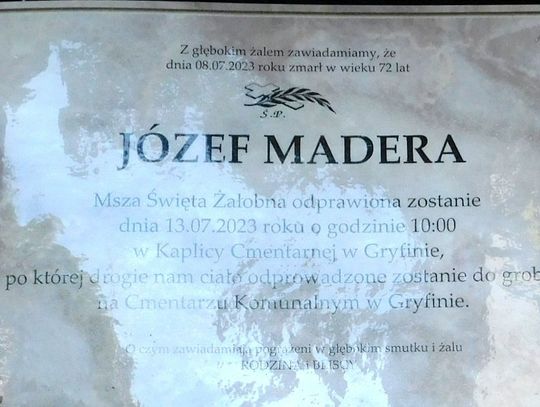 Z głębokim żalem zawiadamiamy, że
dnia 08.07.2023 roku zmarł w wieku 72 lat
Ś.P.
JÓZEF MADERA
Msza Święta Żałobna odprawiona zostanie
dnia 13.07.2023 roku o godzinie 10:00
w Kaplicy Cmentarnej w Gryfinie,
po której drogie nam ciało odprowadzone zostanie do grob
na Cmentarzu Komunalnym w Gryfinie.
O czym zawiadamiają pogrążeni w głębokim smutku i żalu
RODZINA i BLISCY